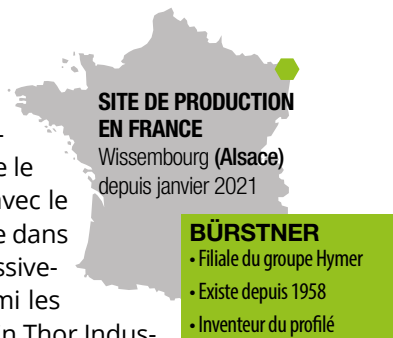 e le
avec le
e dans
ssive-
mi les
n Thor Indus-
SITE DE PRODUCTION
EN FRANCE
Wissembourg (Alsace)
depuis janvier 2021
BÜRSTNER
• Filiale du groupe Hymer
• Existe depuis 1958
• Inventeur du profilé